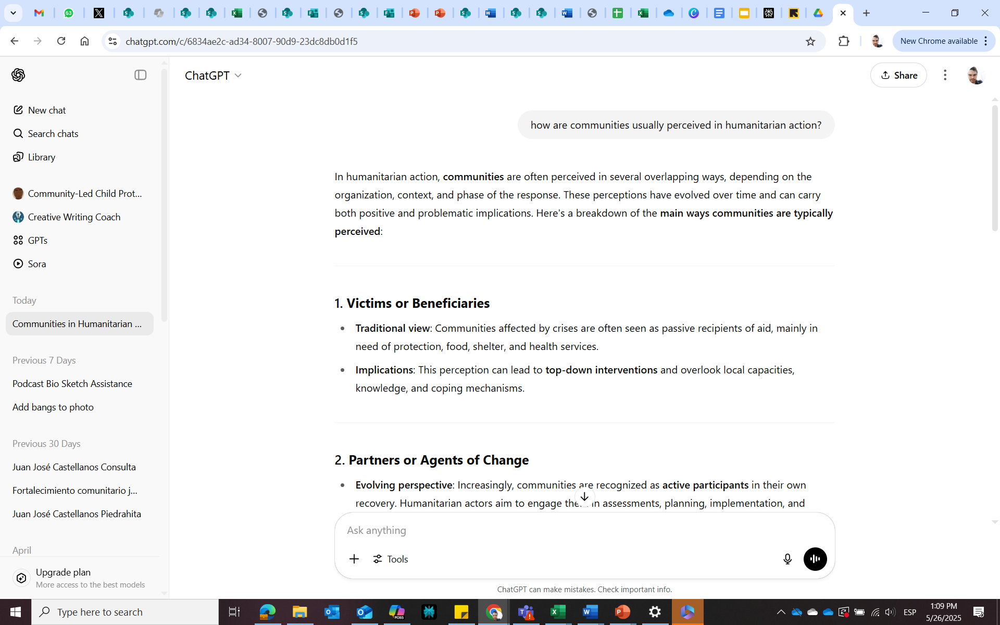 63
chatgpt.com/c/6834ae2c-ad34-8007-90d9-23dc8db0d1f5
New Chrome available
ChatGPT
Share
New chat
Search chats
Library
Community-Led Child Prot...
Creative Writing Coach
GPTs
Sora
Today
Communities in Humanitarian ...
Previous 7 Days
Podcast Bio Sketch Assistance
Add bangs to photo
Previous 30 Days
Juan José Castellanos Consulta
Fortalecimiento comunitario j...
Juan José Castellanos Piedrahita
April
Upgrade plan
More access to the best models
how are communities usually perceived in humanitarian action?
In humanitarian action, communities are often perceived in several overlapping ways, depending on the
organization, context, and phase of the response. These perceptions have evolved over time and can carry
both positive and problematic implications. Here's a breakdown of the main ways communities are typically
perceived:
1. Victims or Beneficiaries
Traditional view: Communities affected by crises are often seen as passive recipients of aid, mainly in
need of protection, food, shelter, and health services.
Implications: This perception can lead to top-down interventions and overlook local capacities,
knowledge, and coping mechanisms.
2. Partners or Agents of Change
Evolving perspective: Increasingly, communities are recognized as active participants in their own
recovery. Humanitarian actors aim to engage in assessments, planning, implementation, and
Ask anything
Tools
ChatGPT can make mistakes. Check important info.
Type here to search
M365
ESP
1:09 PM
5/26/2025